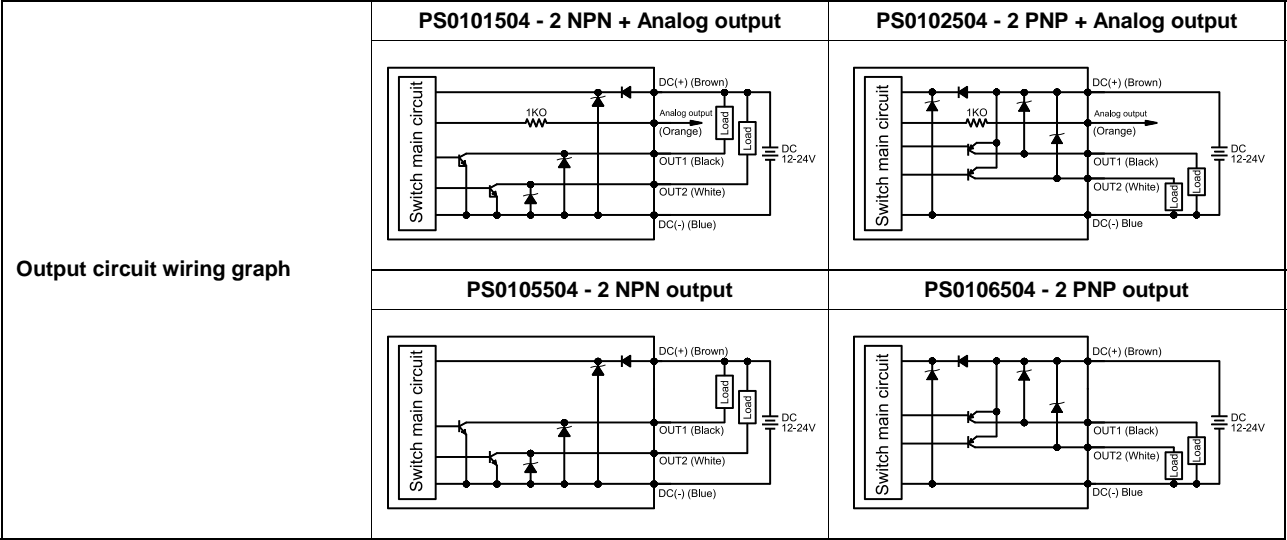 Output circuit wiring graph
PS0101504 - 2 NPN + Analog output
Switch main circuit
DC(+) (Brown)
1KO
Analog output
(Orange)
Load
Load
DC
12-24V
OUT1 (Black)
OUT2 (White)
DC(-) (Blue)
PS0102504 - 2 PNP + Analog output
Switch main circuit
DC(+) (Brown)
1KO
Analog output
(Orange)
DC
12-24V
OUT1 (Black)
OUT2 (White)
Load
Load
DC(-) Blue
PS0105504 - 2 NPN output
Switch main circuit
DC(+) (Brown)
Load
Load
DC
12-24V
OUT1 (Black)
OUT2 (White)
DC(-) (Blue)
PS0106504 - 2 PNP output
Switch main circuit
DC(+) (Brown)
DC
12-24V
OUT1 (Black)
OUT2 (White)
Load
Load
DC(-) Blue